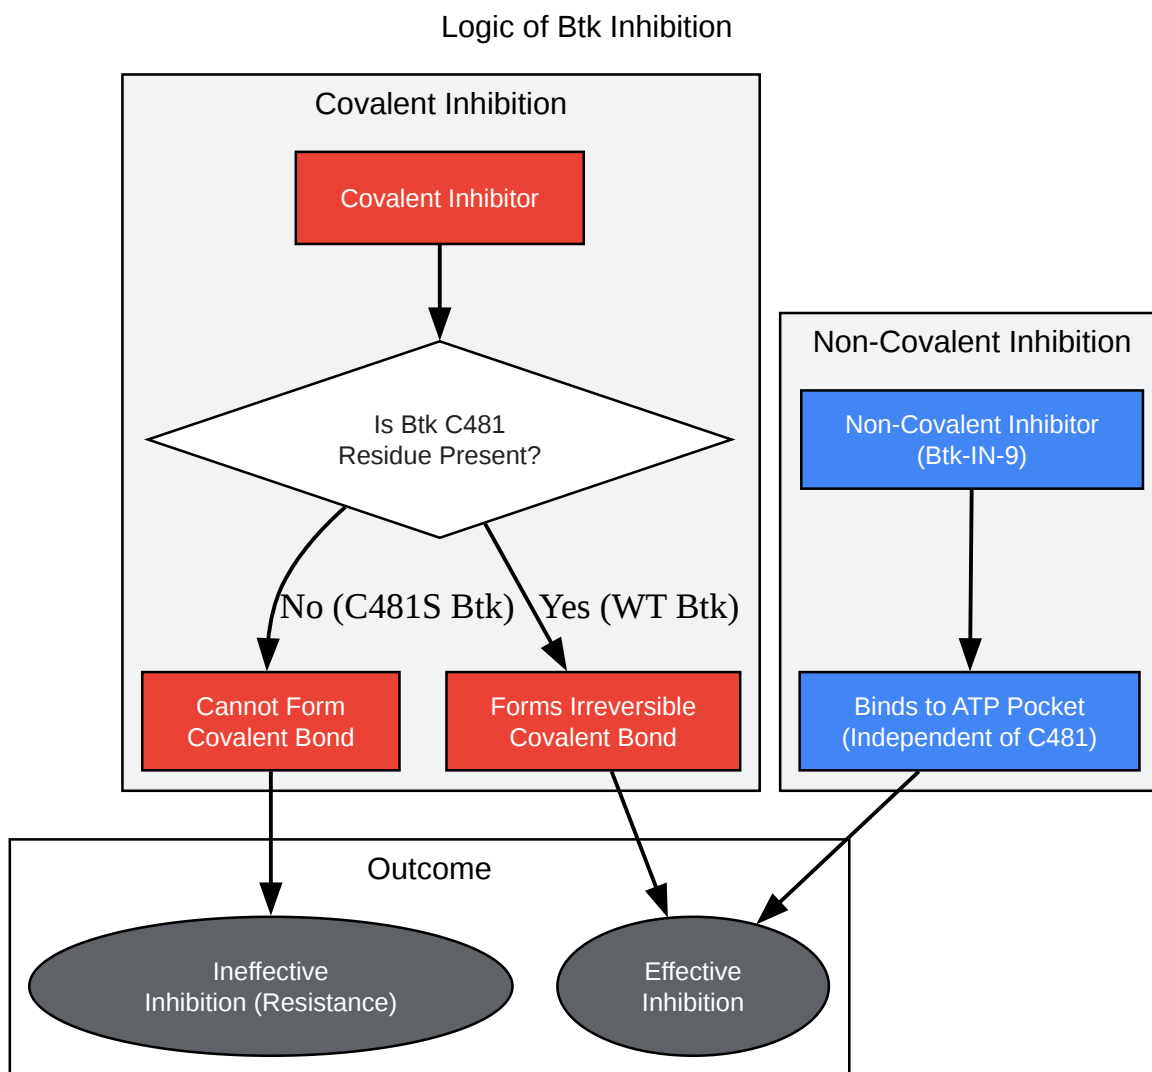 Logic of Btk Inhibition
Covalent Inhibition
Covalent Inhibitor
Is Btk C481
Residue Present?
No (C481S Btk)
Yes (WT Btk)
Cannot Form
Covalent Bond
Forms Irreversible
Covalent Bond
Non-Covalent Inhibition
Non-Covalent Inhibitor
(Btk-IN-9)
Binds to ATP Pocket
(Independent of C481)
Outcome
Ineffective
Inhibition (Resistance)
Effective
Inhibition